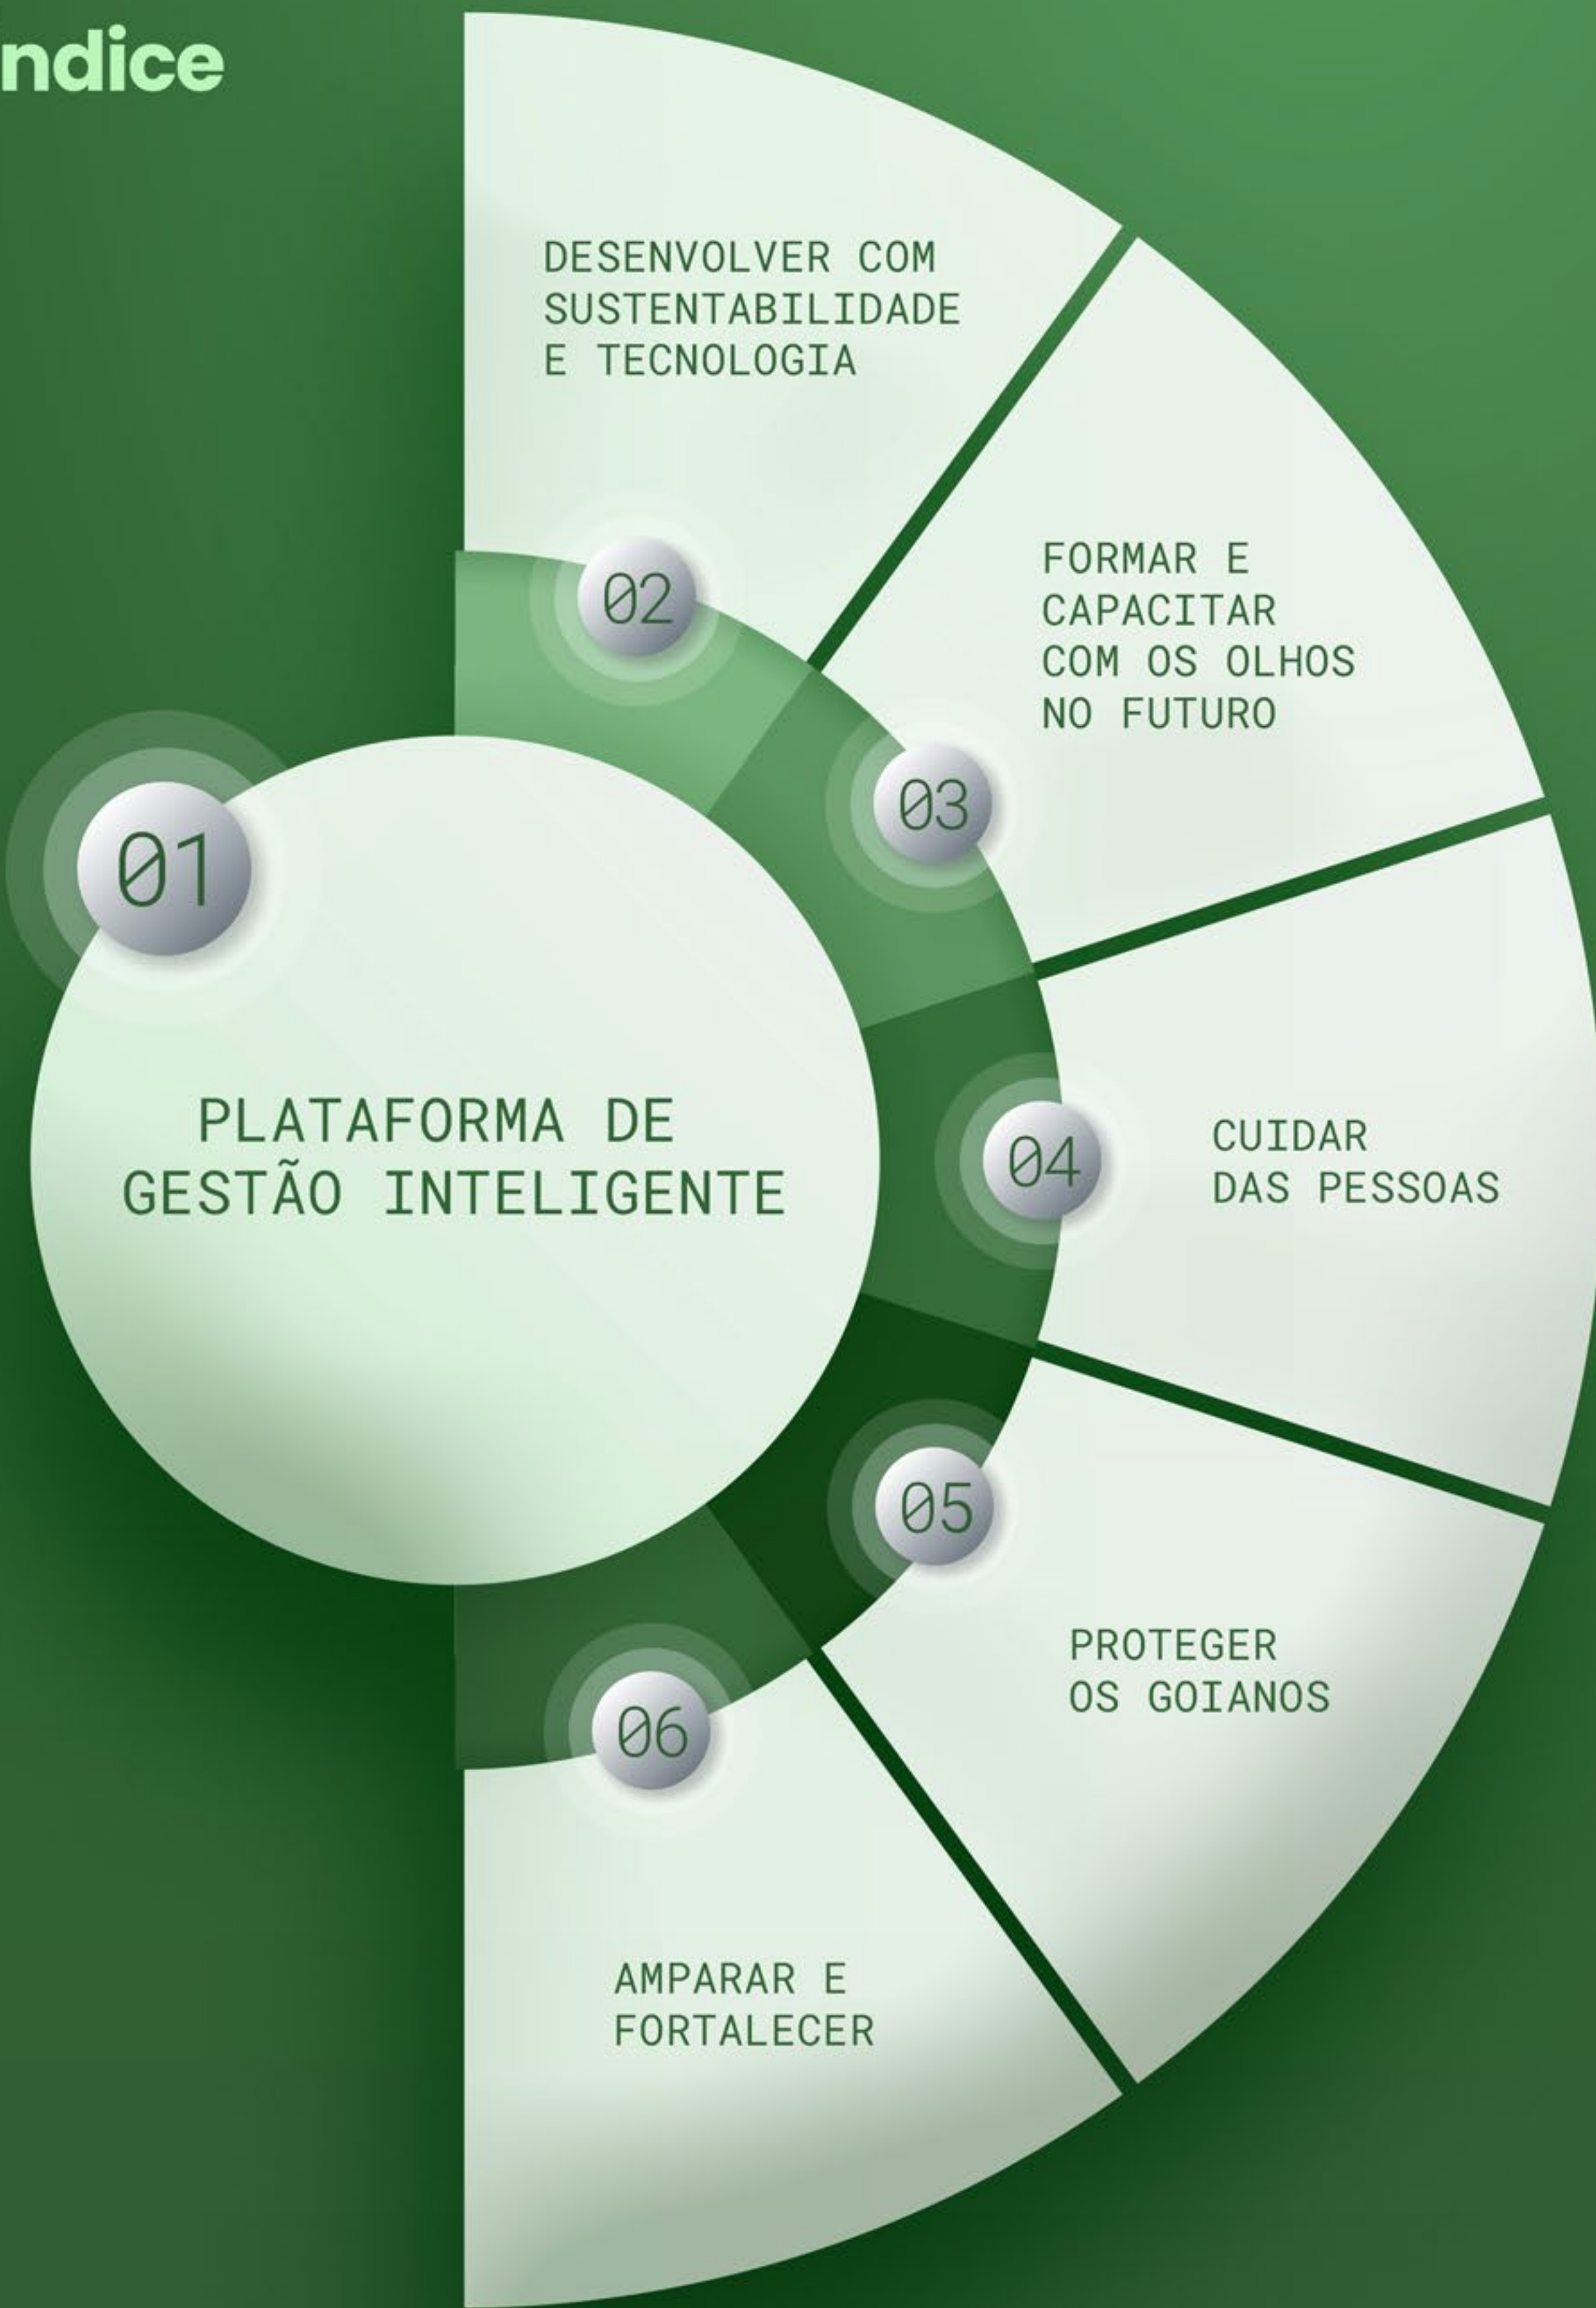 ndice
DESENVOLVER COM
SUSTENTABILIDADE
E TECNOLOGIA
02
FORMAR E
CAPACITAR
COM OS OLHOS
NO FUTURO
03
01
PLATAFORMA DE
GESTÃO INTELIGENTE
04
CUIDAR
DAS PESSOAS
05
PROTEGER
OS GOIANOS
06
AMPARAR E
FORTALECER